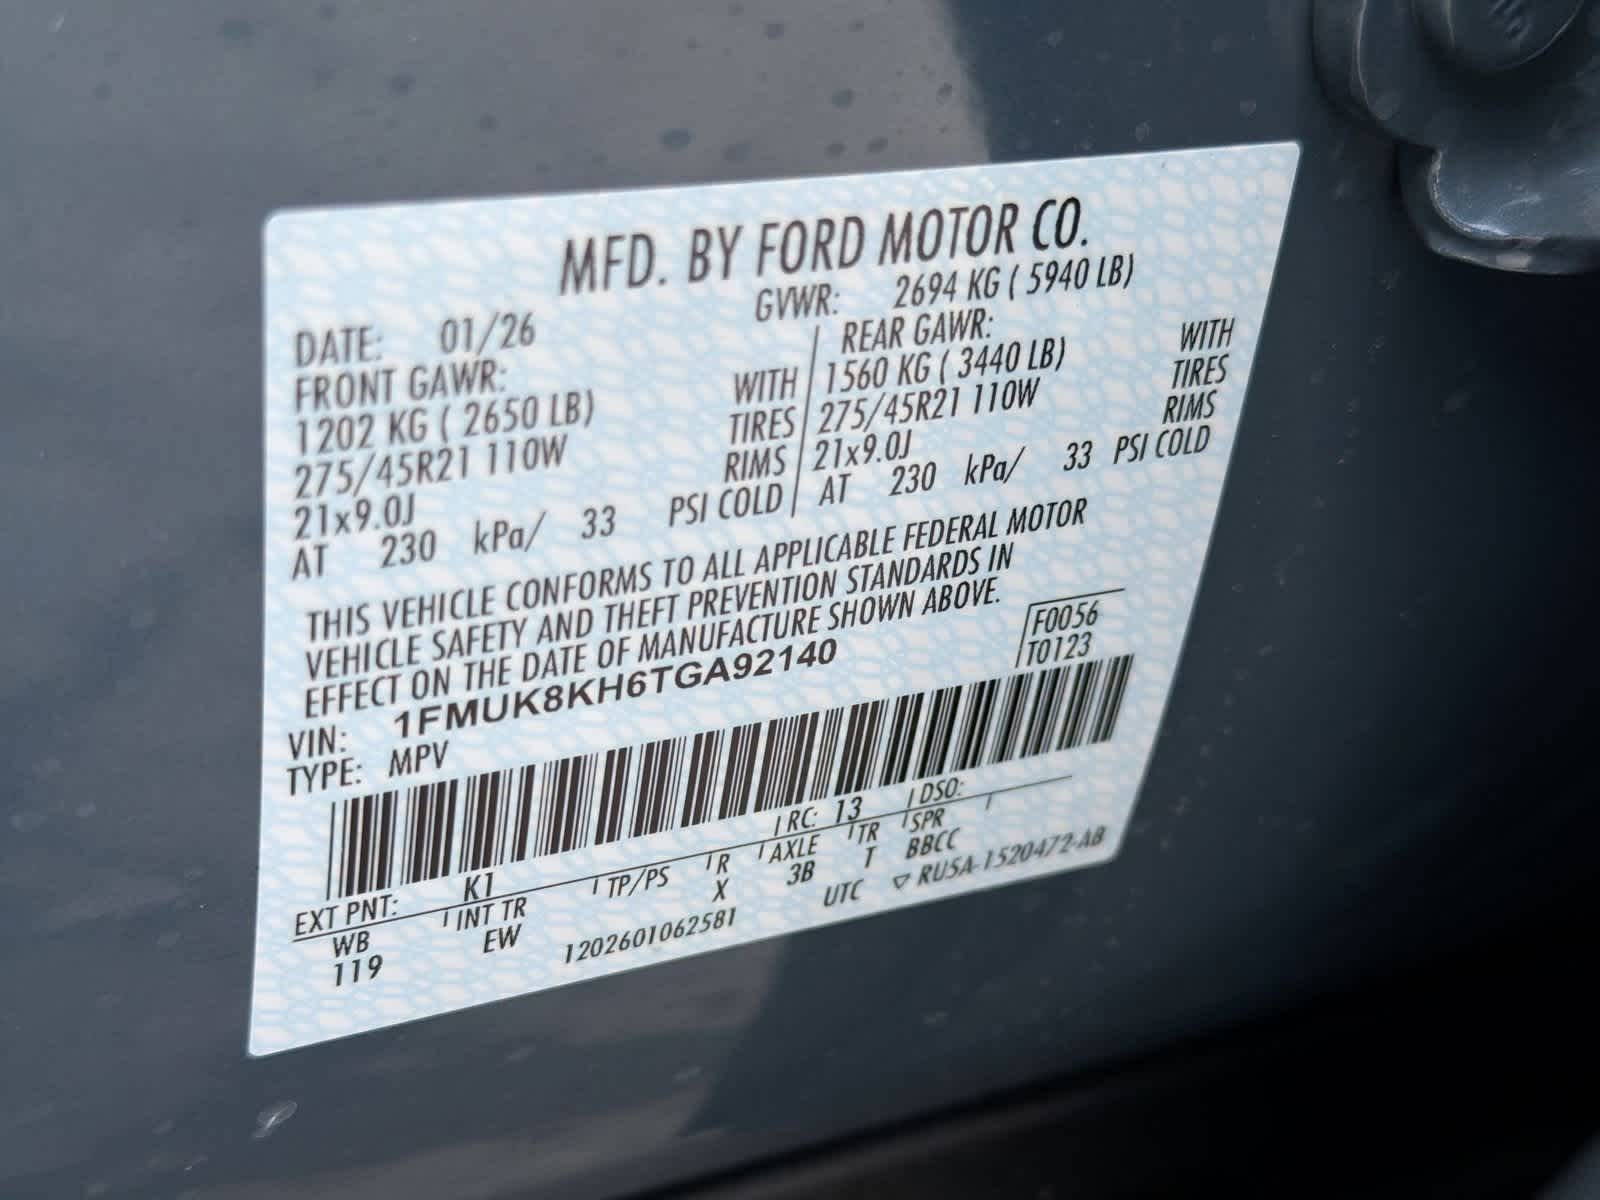 MFD. BY FORD MOTOR CO.
DATE: 01/26 GVWR: 2694 KG ( 5940 LB)
FRONT GAWR: REAR GAWR:
1202 KG ( 2650 LB) WITH 1560 KG ( 3440 LB) WITH
275/45R21 110W TIRES 275/45R21 110W TIRES
21x9.0J RIMS 21x9.0J RIMS
AT 230 kPa/ 33 PSI COLD AT 230 kPa/ 33 PSI COLD
THIS VEHICLE CONFORMS TO ALL APPLICABLE FEDERAL MOTOR
VEHICLE SAFETY AND THEFT PREVENTION STANDARDS IN
EFFECT ON THE DATE OF MANUFACTURE SHOWN ABOVE.
F0056
T0123
VIN: 1FMUK8KH6TGA92140
TYPE: MPV
EXT PNT: K1 RC: 13 DSO:
WB INT TR TP/PS R AXLE TR SPR
119 EW X 3B T BBCC
1202601062581 UTC ▽ RUSA-1520472-AB